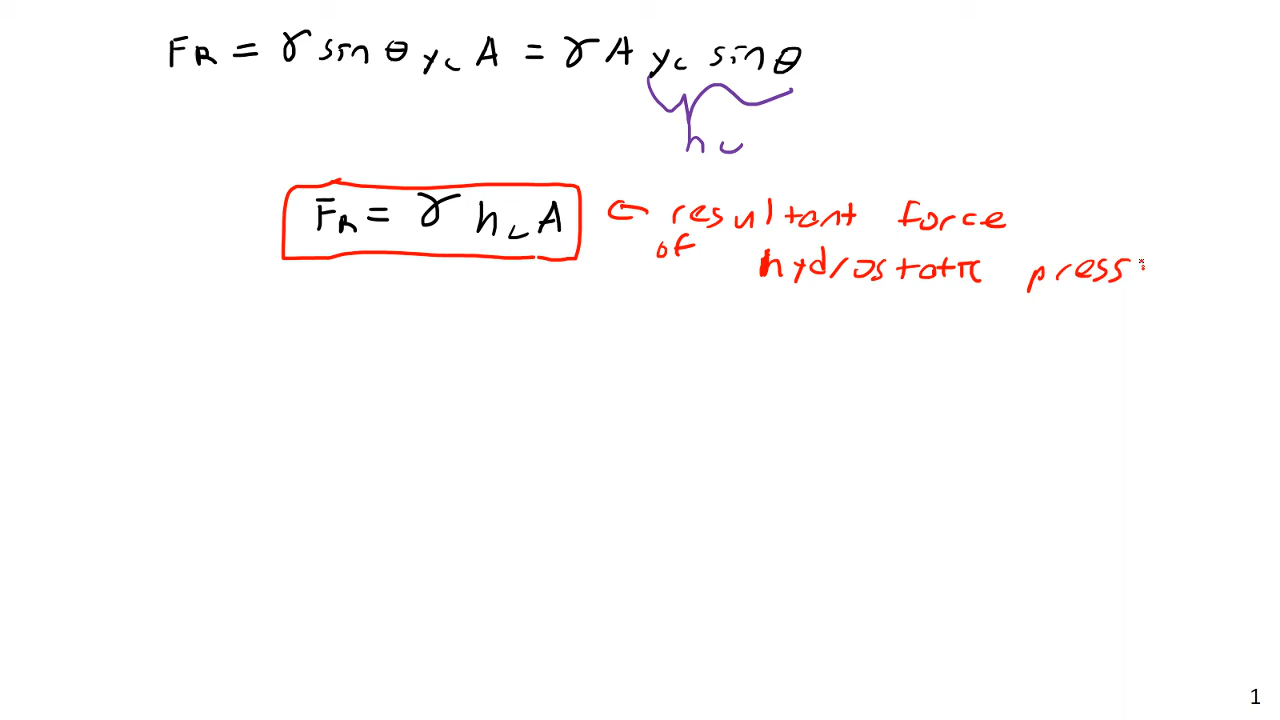 FR = γ sin θ yc A = γ A yc sin θ
hc
FR = γ hc A ← resultant force
of hydrostatic press
1